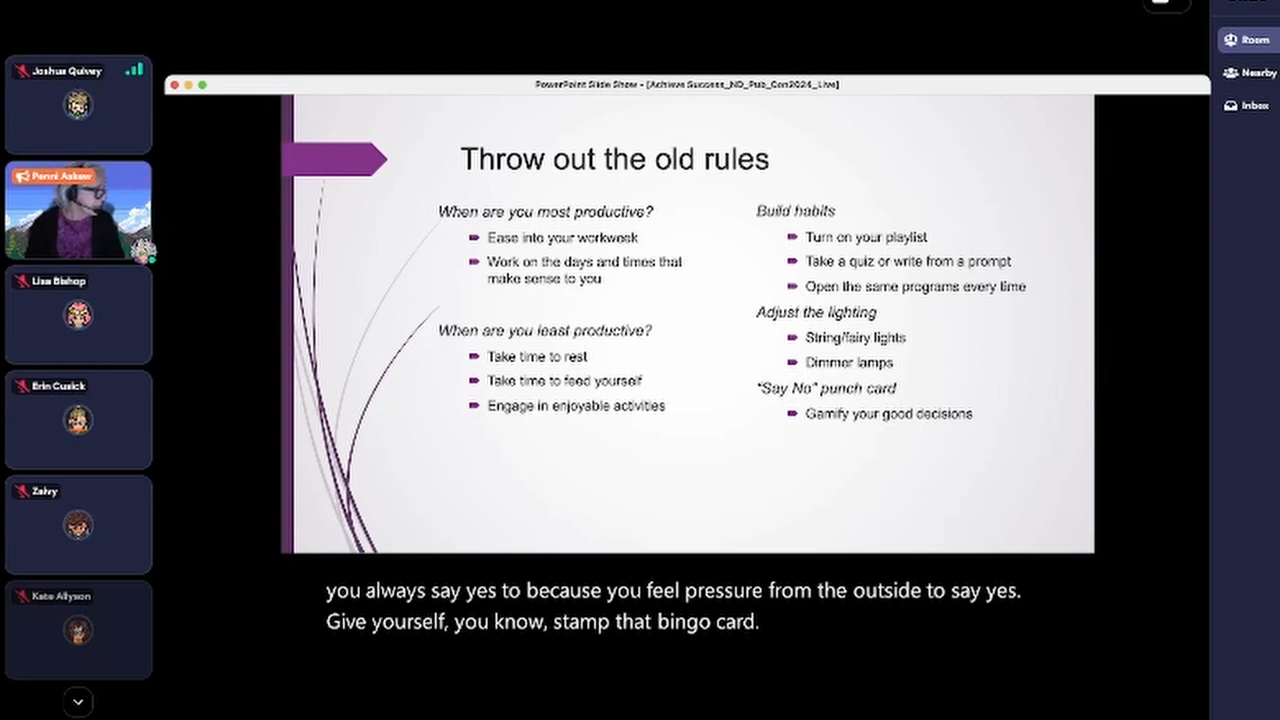 Joshua Quivey
Penni Askew
Lisa Bishop
Erin Cusick
Zelvy
Kate Allyson
PowerPoint Slide Show - [Achieve Success_ND_Pub_Con2024_Live]
Throw out the old rules
When are you most productive?
Ease into your workweek
Work on the days and times that
make sense to you
When are you least productive?
Take time to rest
Take time to feed yourself
Engage in enjoyable activities
Build habits
Turn on your playlist
Take a quiz or write from a prompt
Open the same programs every time
Adjust the lighting
String/fairy lights
Dimmer lamps
"Say No" punch card
Gamify your good decisions
you always say yes to because you feel pressure from the outside to say yes.
Give yourself, you know, stamp that bingo card.
Room
Nearby
Inbox